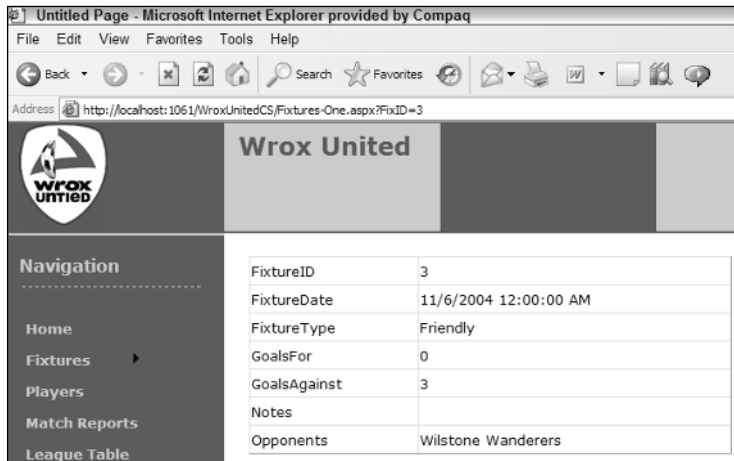 Untitled Page - Microsoft Internet Explorer provided by Compaq
File Edit View Favorites Tools Help
Back Search Favorites W
Address http://localhost:1061/WroxUnitedCS/Fixtures-One.aspx?FixID=3
wrox
UNTIED
Wrox United
Navigation
Home
Fixtures
Players
Match Reports
League Table
FixtureID 3
FixtureDate 11/6/2004 12:00:00 AM
FixtureType Friendly
GoalsFor 0
GoalsAgainst 3
Notes
Opponents Wilstone Wanderers